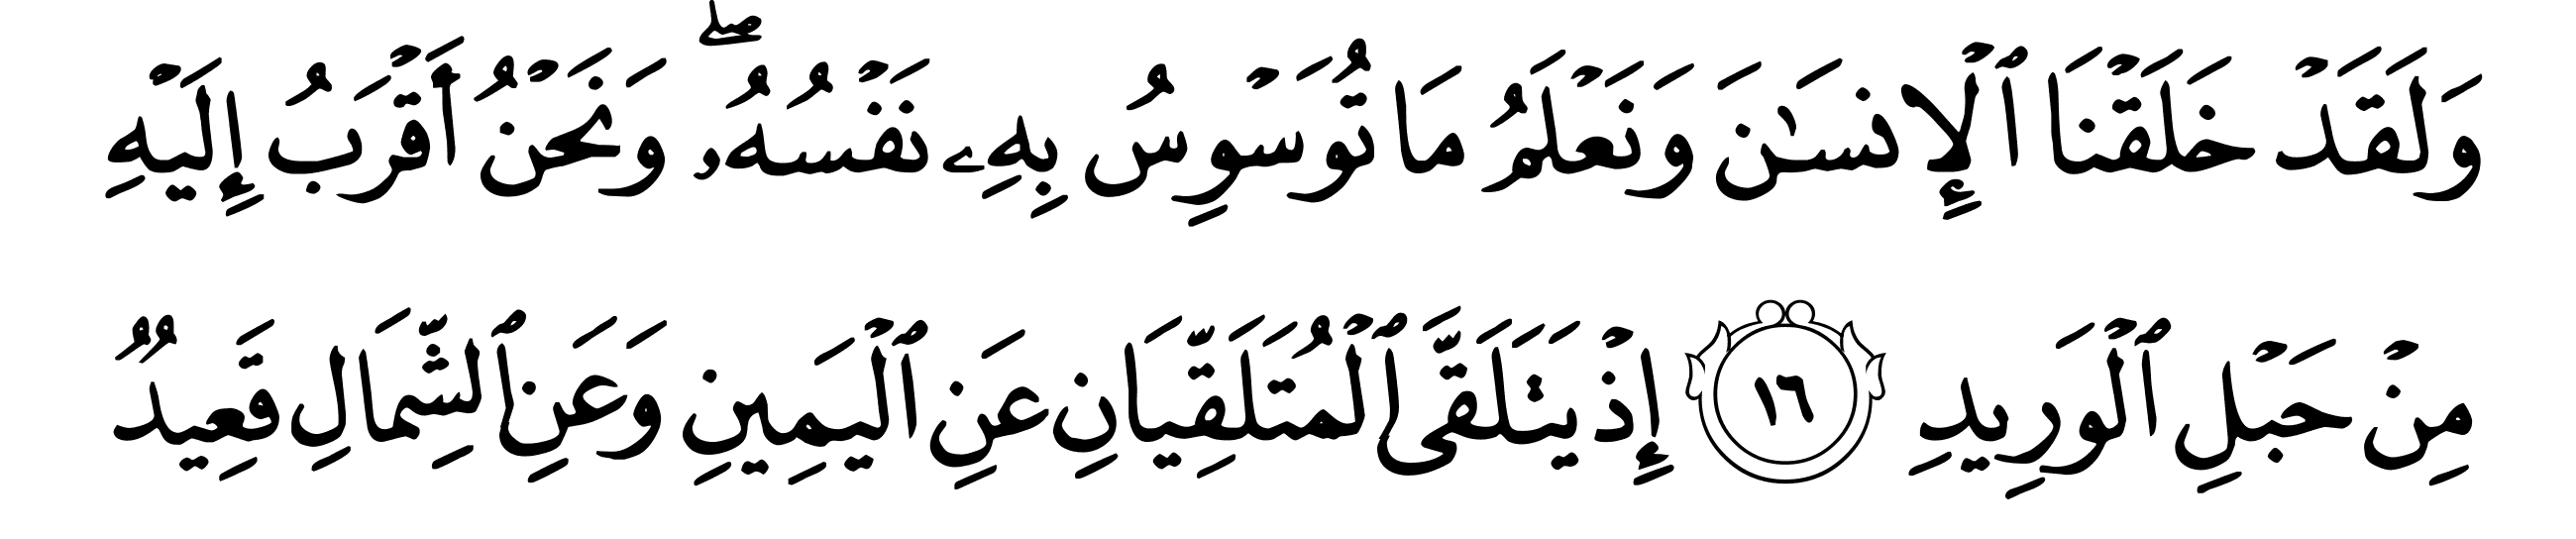 وَلَقَدۡ خَلَقۡنَا ٱلۡإِنسَٰنَ وَنَعۡلَمُ مَا تُوَسۡوِسُ بِهِۦ نَفۡسُهُۥۖ وَنَحۡنُ أَقۡرَبُ إِلَيۡهِ
مِنۡ حَبۡلِ ٱلۡوَرِيدِ ١٦ إِذۡ يَتَلَقَّى ٱلۡمُتَلَقِّيَانِ عَنِ ٱلۡيَمِينِ وَعَنِ ٱلشِّمَالِ قَعِيدٞ